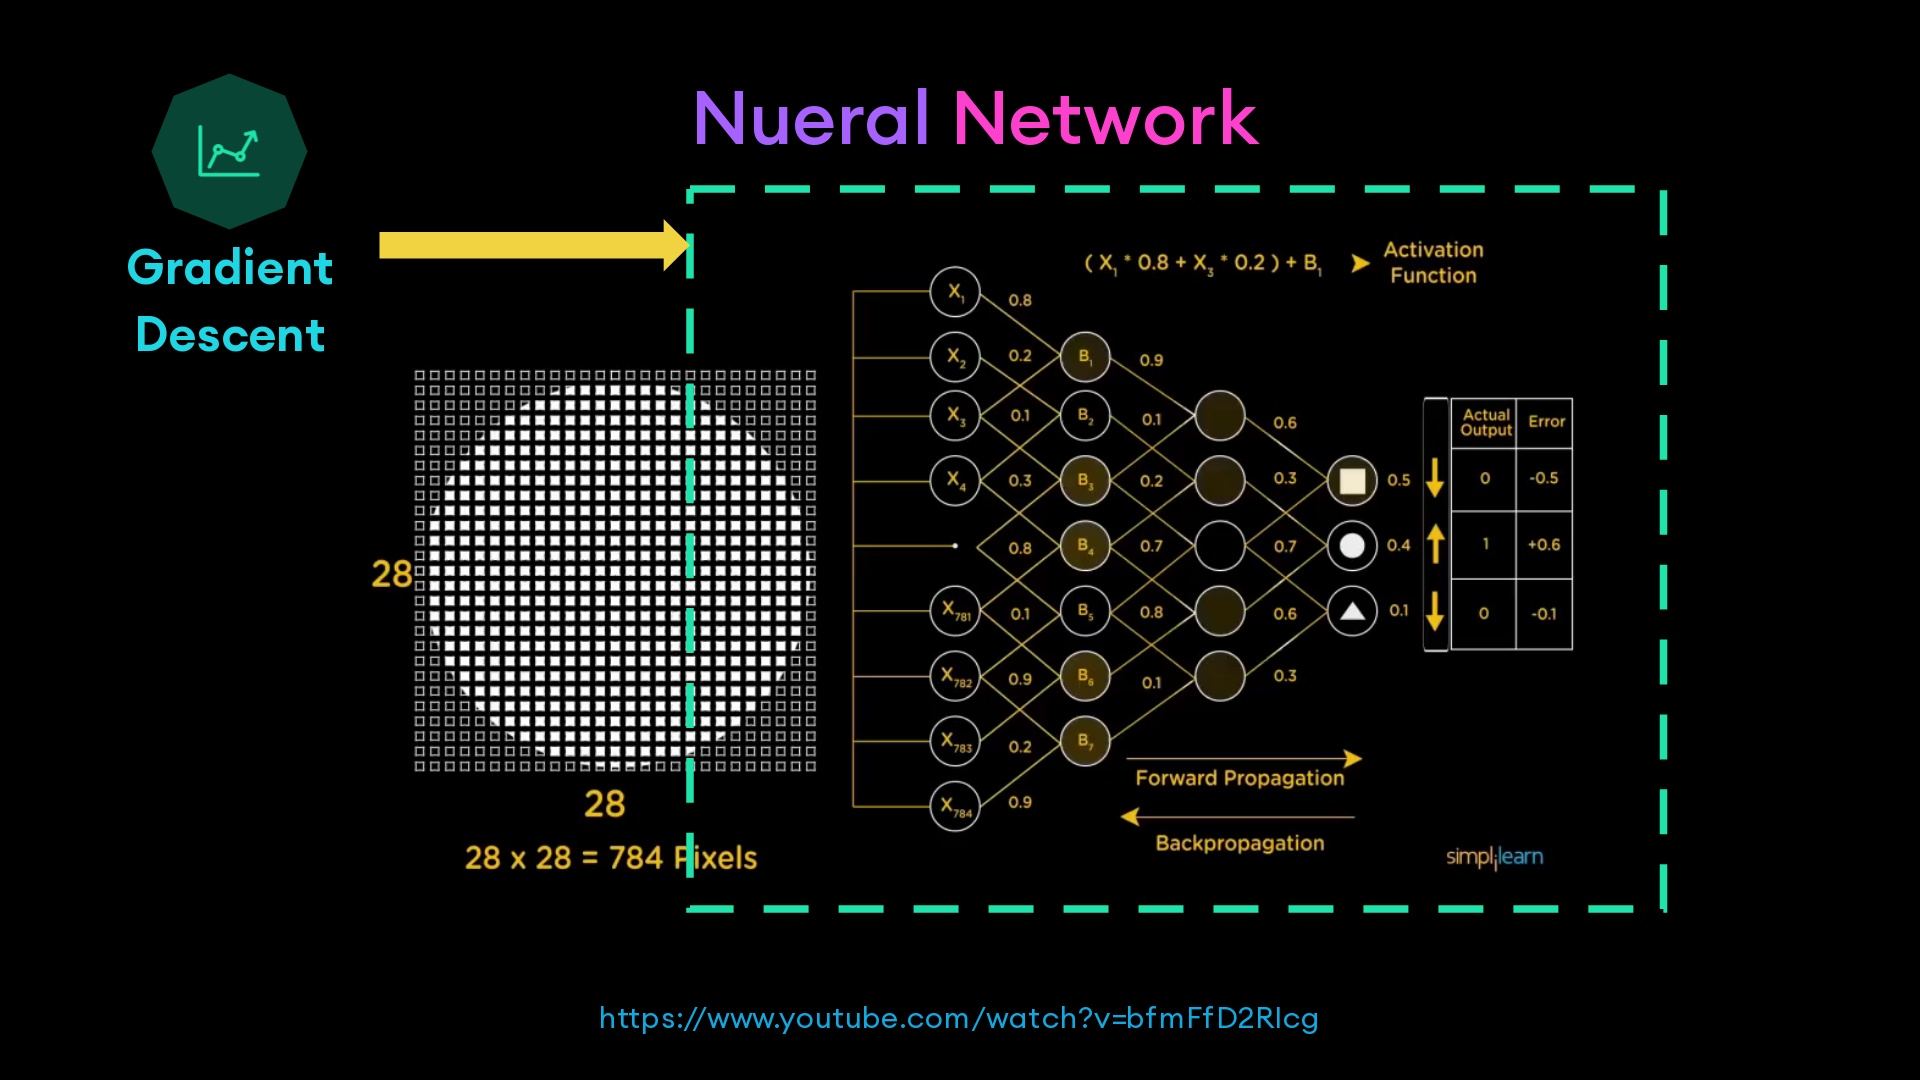 Nueral Network
Gradient
Descent
( X₁ * 0.8 + X₃ * 0.2 ) + B₁
Activation
Function
X₁
X₂
X₃
X₄
X₇₈₁
X₇₈₂
X₇₈₃
X₇₈₄
0.8
0.2
0.1
0.3
0.8
0.1
0.9
0.2
0.9
B₁
B₂
B₃
B₄
B₅
B₆
B₇
0.9
0.1
0.2
0.7
0.8
0.1
0.6
0.3
0.7
0.6
0.3
0.5
0.4
0.1
Actual
Output
Error
0 -0.5
1 +0.6
0 -0.1
28
28
28 x 28 = 784 Pixels
Forward Propagation
Backpropagation
simplilearn
https://www.youtube.com/watch?v=bfmFfD2RIcg